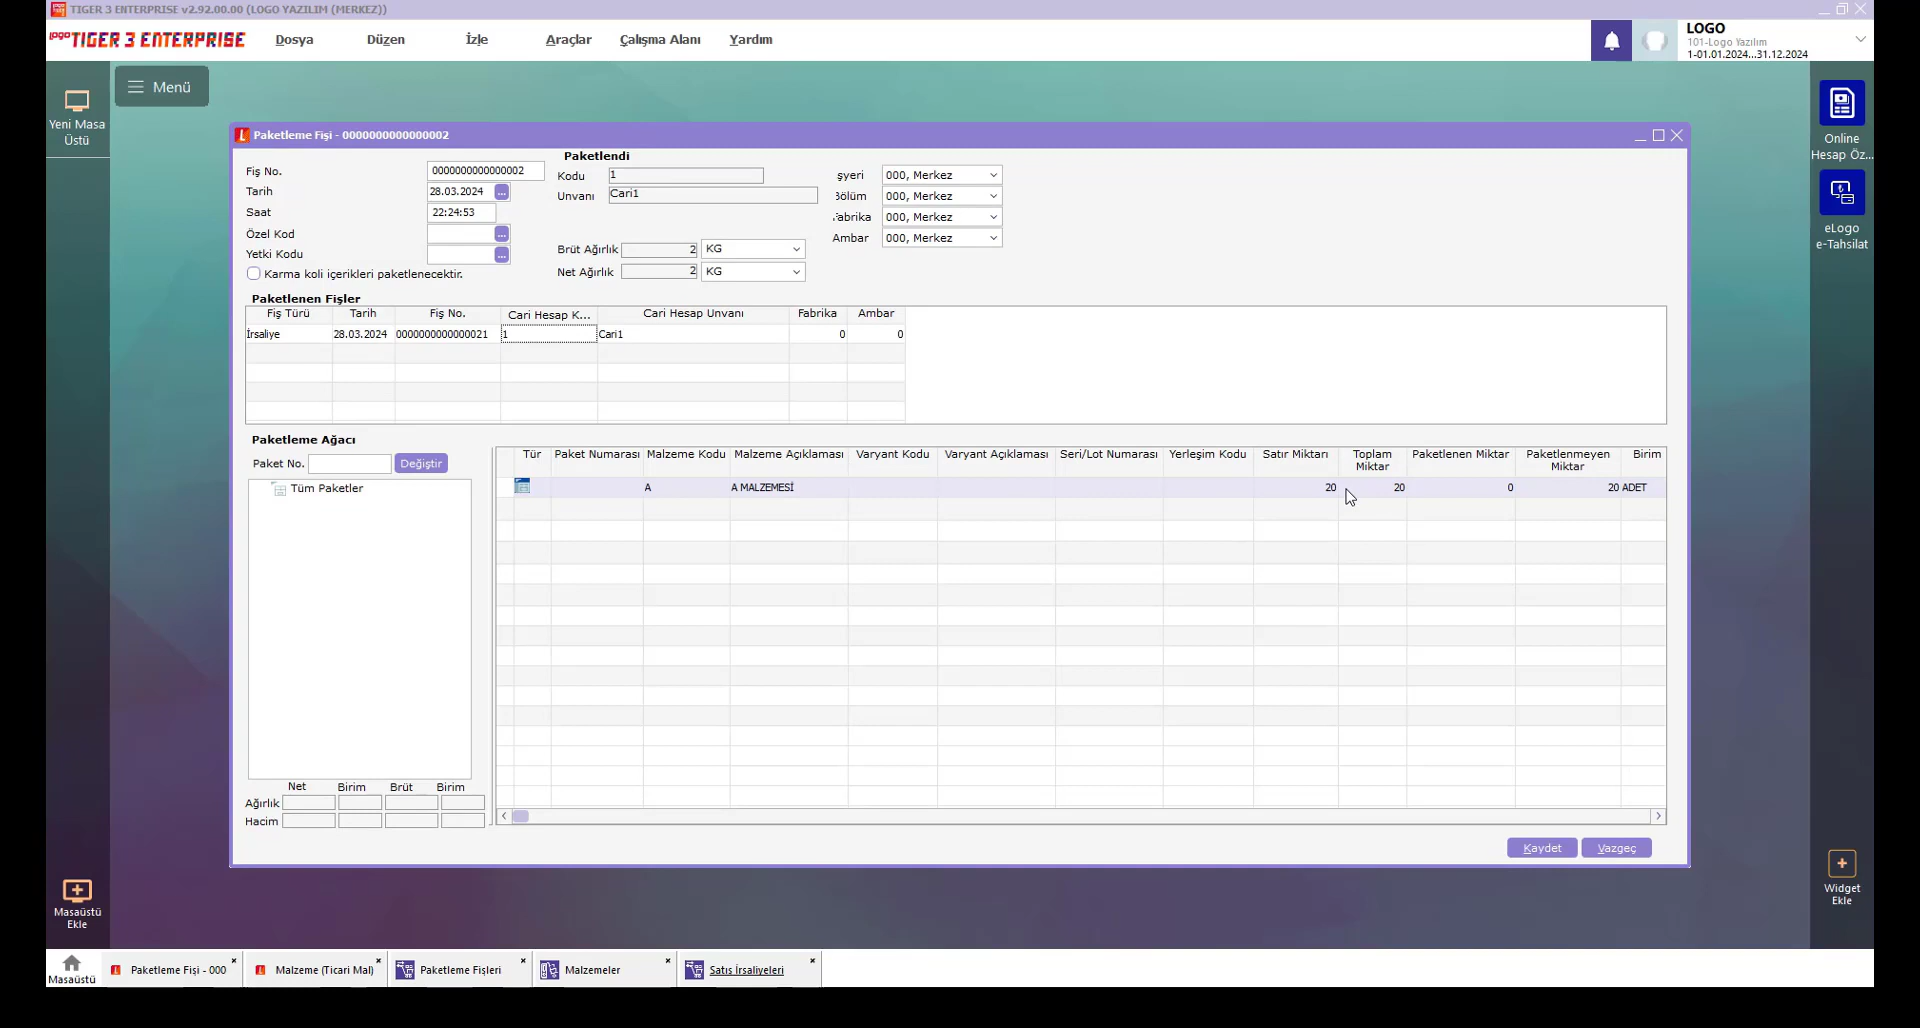 TIGER 3 ENTERPRISE v2.92.00.00 (LOGO YAZILIM (MERKEZ))
LOGO TIGER 3 ENTERPRISE
Dosya Düzen İzle Araçlar Çalışma Alanı Yardım
LOGO
101-Logo Yazılım
1-01.01.2024...31.12.2024
Menü
Yeni Masa
Üstü
Online
Hesap Öz...
eLogo
e-Tahsilat
Paketleme Fişi - 0000000000000002
Paketlendi
Fiş No. 0000000000000002
Kodu 1
şyeri 000, Merkez
Tarih 28.03.2024 ...
Unvanı Cari1
Bölüm 000, Merkez
Saat 22:24:53
Fabrika 000, Merkez
Özel Kod ...
Ambar 000, Merkez
Yetki Kodu ...
Brüt Ağırlık 2 KG
Karma koli içerikleri paketlenecektir.
Net Ağırlık 2 KG
Paketlenen Fişler
Fiş Türü Tarih Fiş No. Cari Hesap K... Cari Hesap Unvanı Fabrika Ambar
İrsaliye 28.03.2024 0000000000000021 1 Cari1 0 0
Paketleme Ağacı
Paket No. Değiştir
Tüm Paketler
Tür Paket Numarası Malzeme Kodu Malzeme Açıklaması Varyant Kodu Varyant Açıklaması Seri/Lot Numarası Yerleşim Kodu Satır Miktarı Toplam Miktar Paketlenen Miktar Paketlenmeyen Miktar Birim
A A MALZEMESİ 20 20 0 20 ADET
Net Birim Brüt Birim
Ağırlık
Hacim
Kaydet Vazgeç
Masaüstü
Ekle
Widget
Ekle
Masaüstü
Paketleme Fişi - 000
Malzeme (Ticari Mal)
Paketleme Fişleri
Malzemeler
Satış İrsaliyeleri